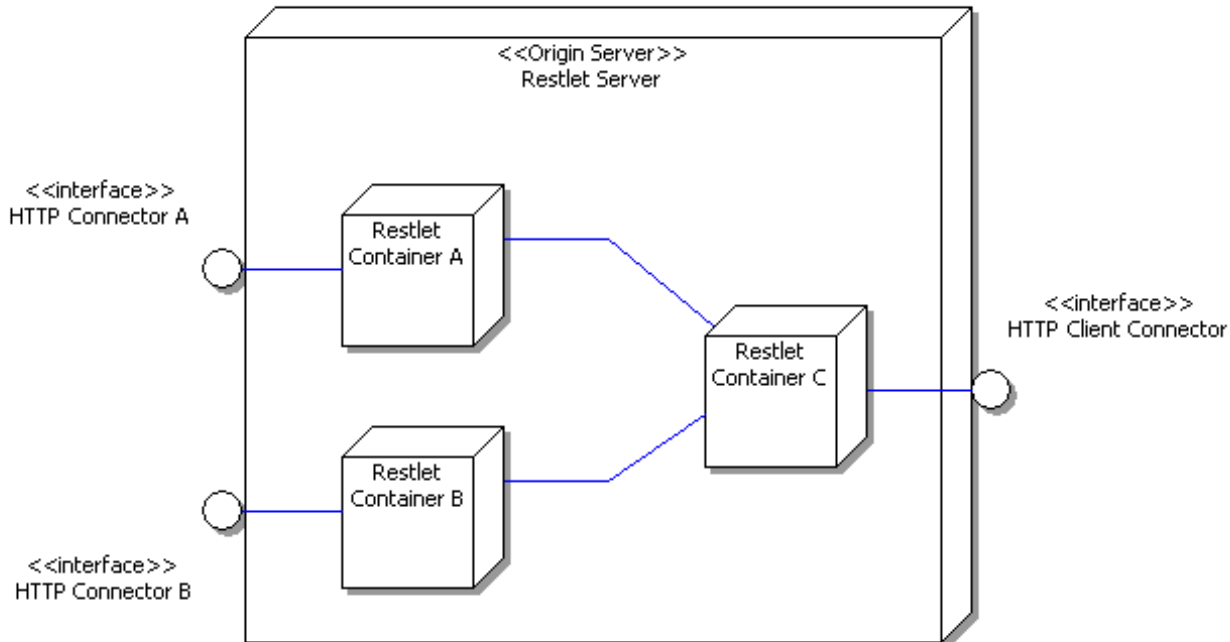 <<Origin Server>>
Restlet Server
<<interface>>
HTTP Connector A
Restlet
Container A
<<interface>>
HTTP Client Connector
Restlet
Container C
Restlet
Container B
<<interface>>
HTTP Connector B